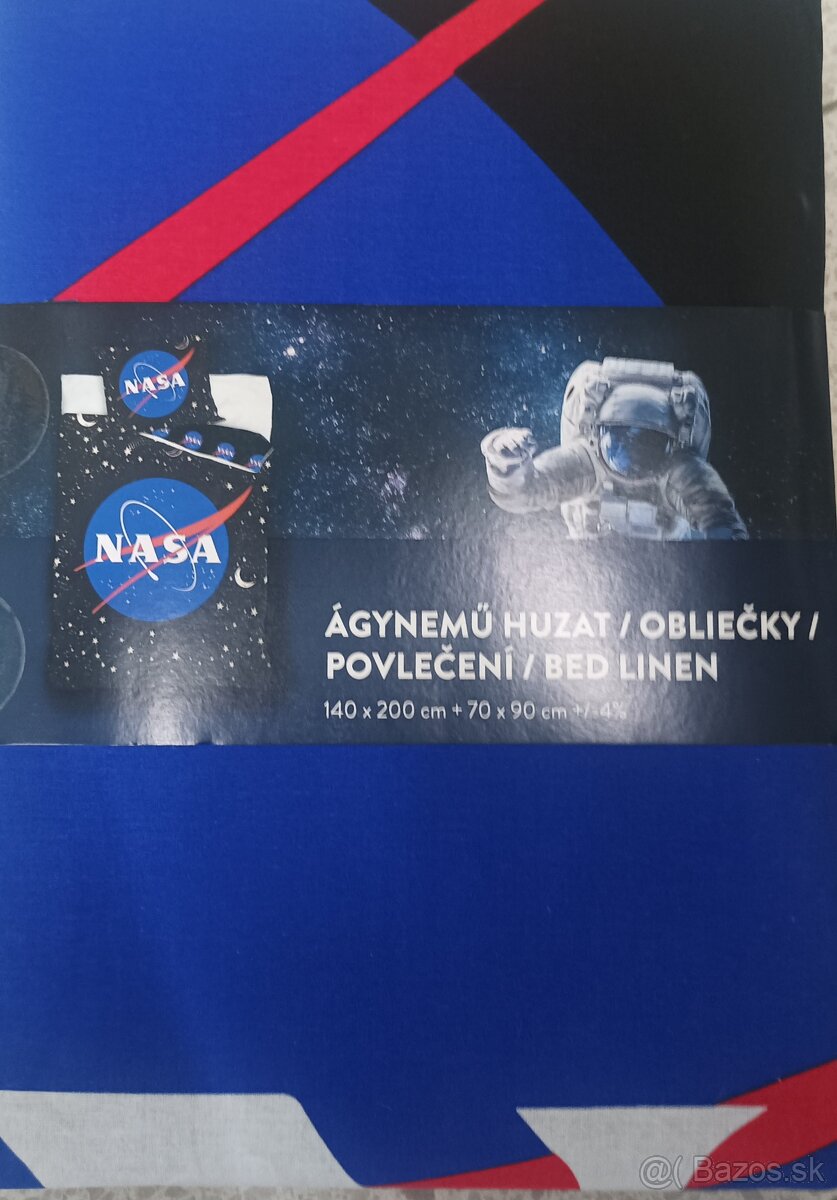 NASA
NASA
ÁGYNEMŰ HUZAT / OBLIEČKY /
POVLEČENÍ / BED LINEN
140 x 200 cm + 70 x 90 cm +/-4%
@( Bazos.sk